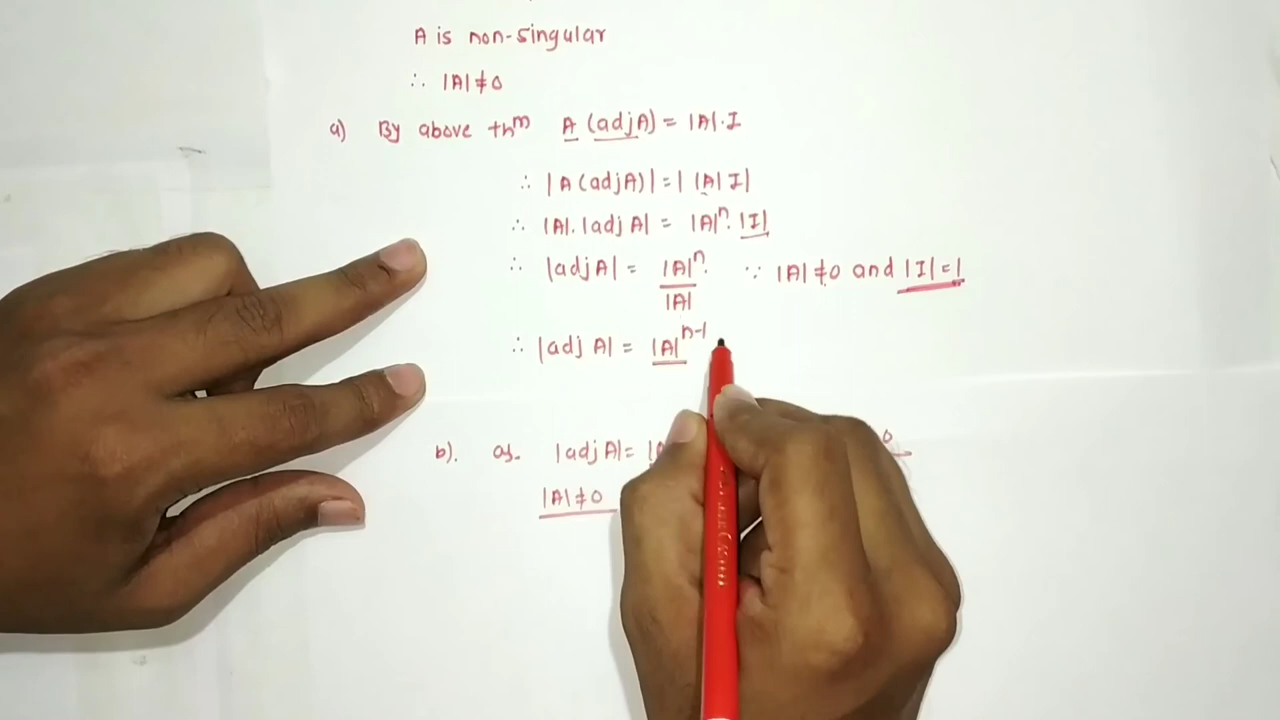 A is non-singular
∴ |A| ≠ 0
a) By above thm A (adjA) = |A|·I
∴ |A(adjA)| = | |A| I|
∴ |A|·|adj A| = |A|ⁿ· |I|
∴ |adj A| = |A|ⁿ/|A| ∵ |A| ≠ 0 and |I| = 1
∴ |adj A| = |A|ⁿ⁻¹
b). as. |adj A| =
|A| ≠ 0